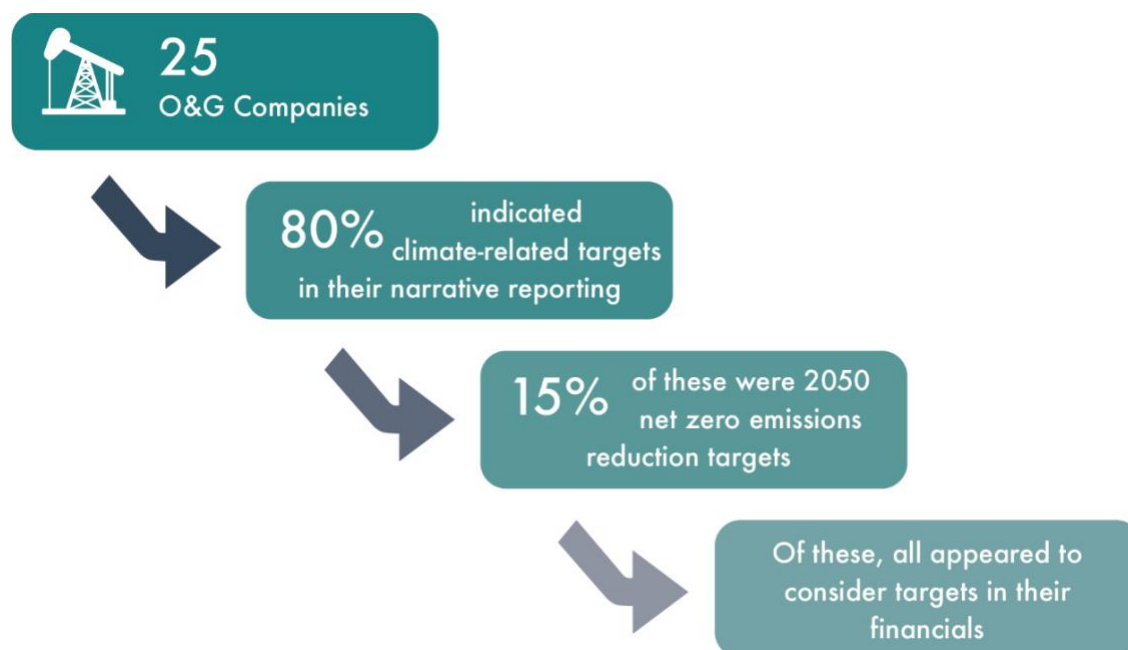 25
O&G Companies
80% indicated
climate-related targets
in their narrative reporting
15% of these were 2050
net zero emissions
reduction targets
Of these, all appeared to
consider targets in their
financials